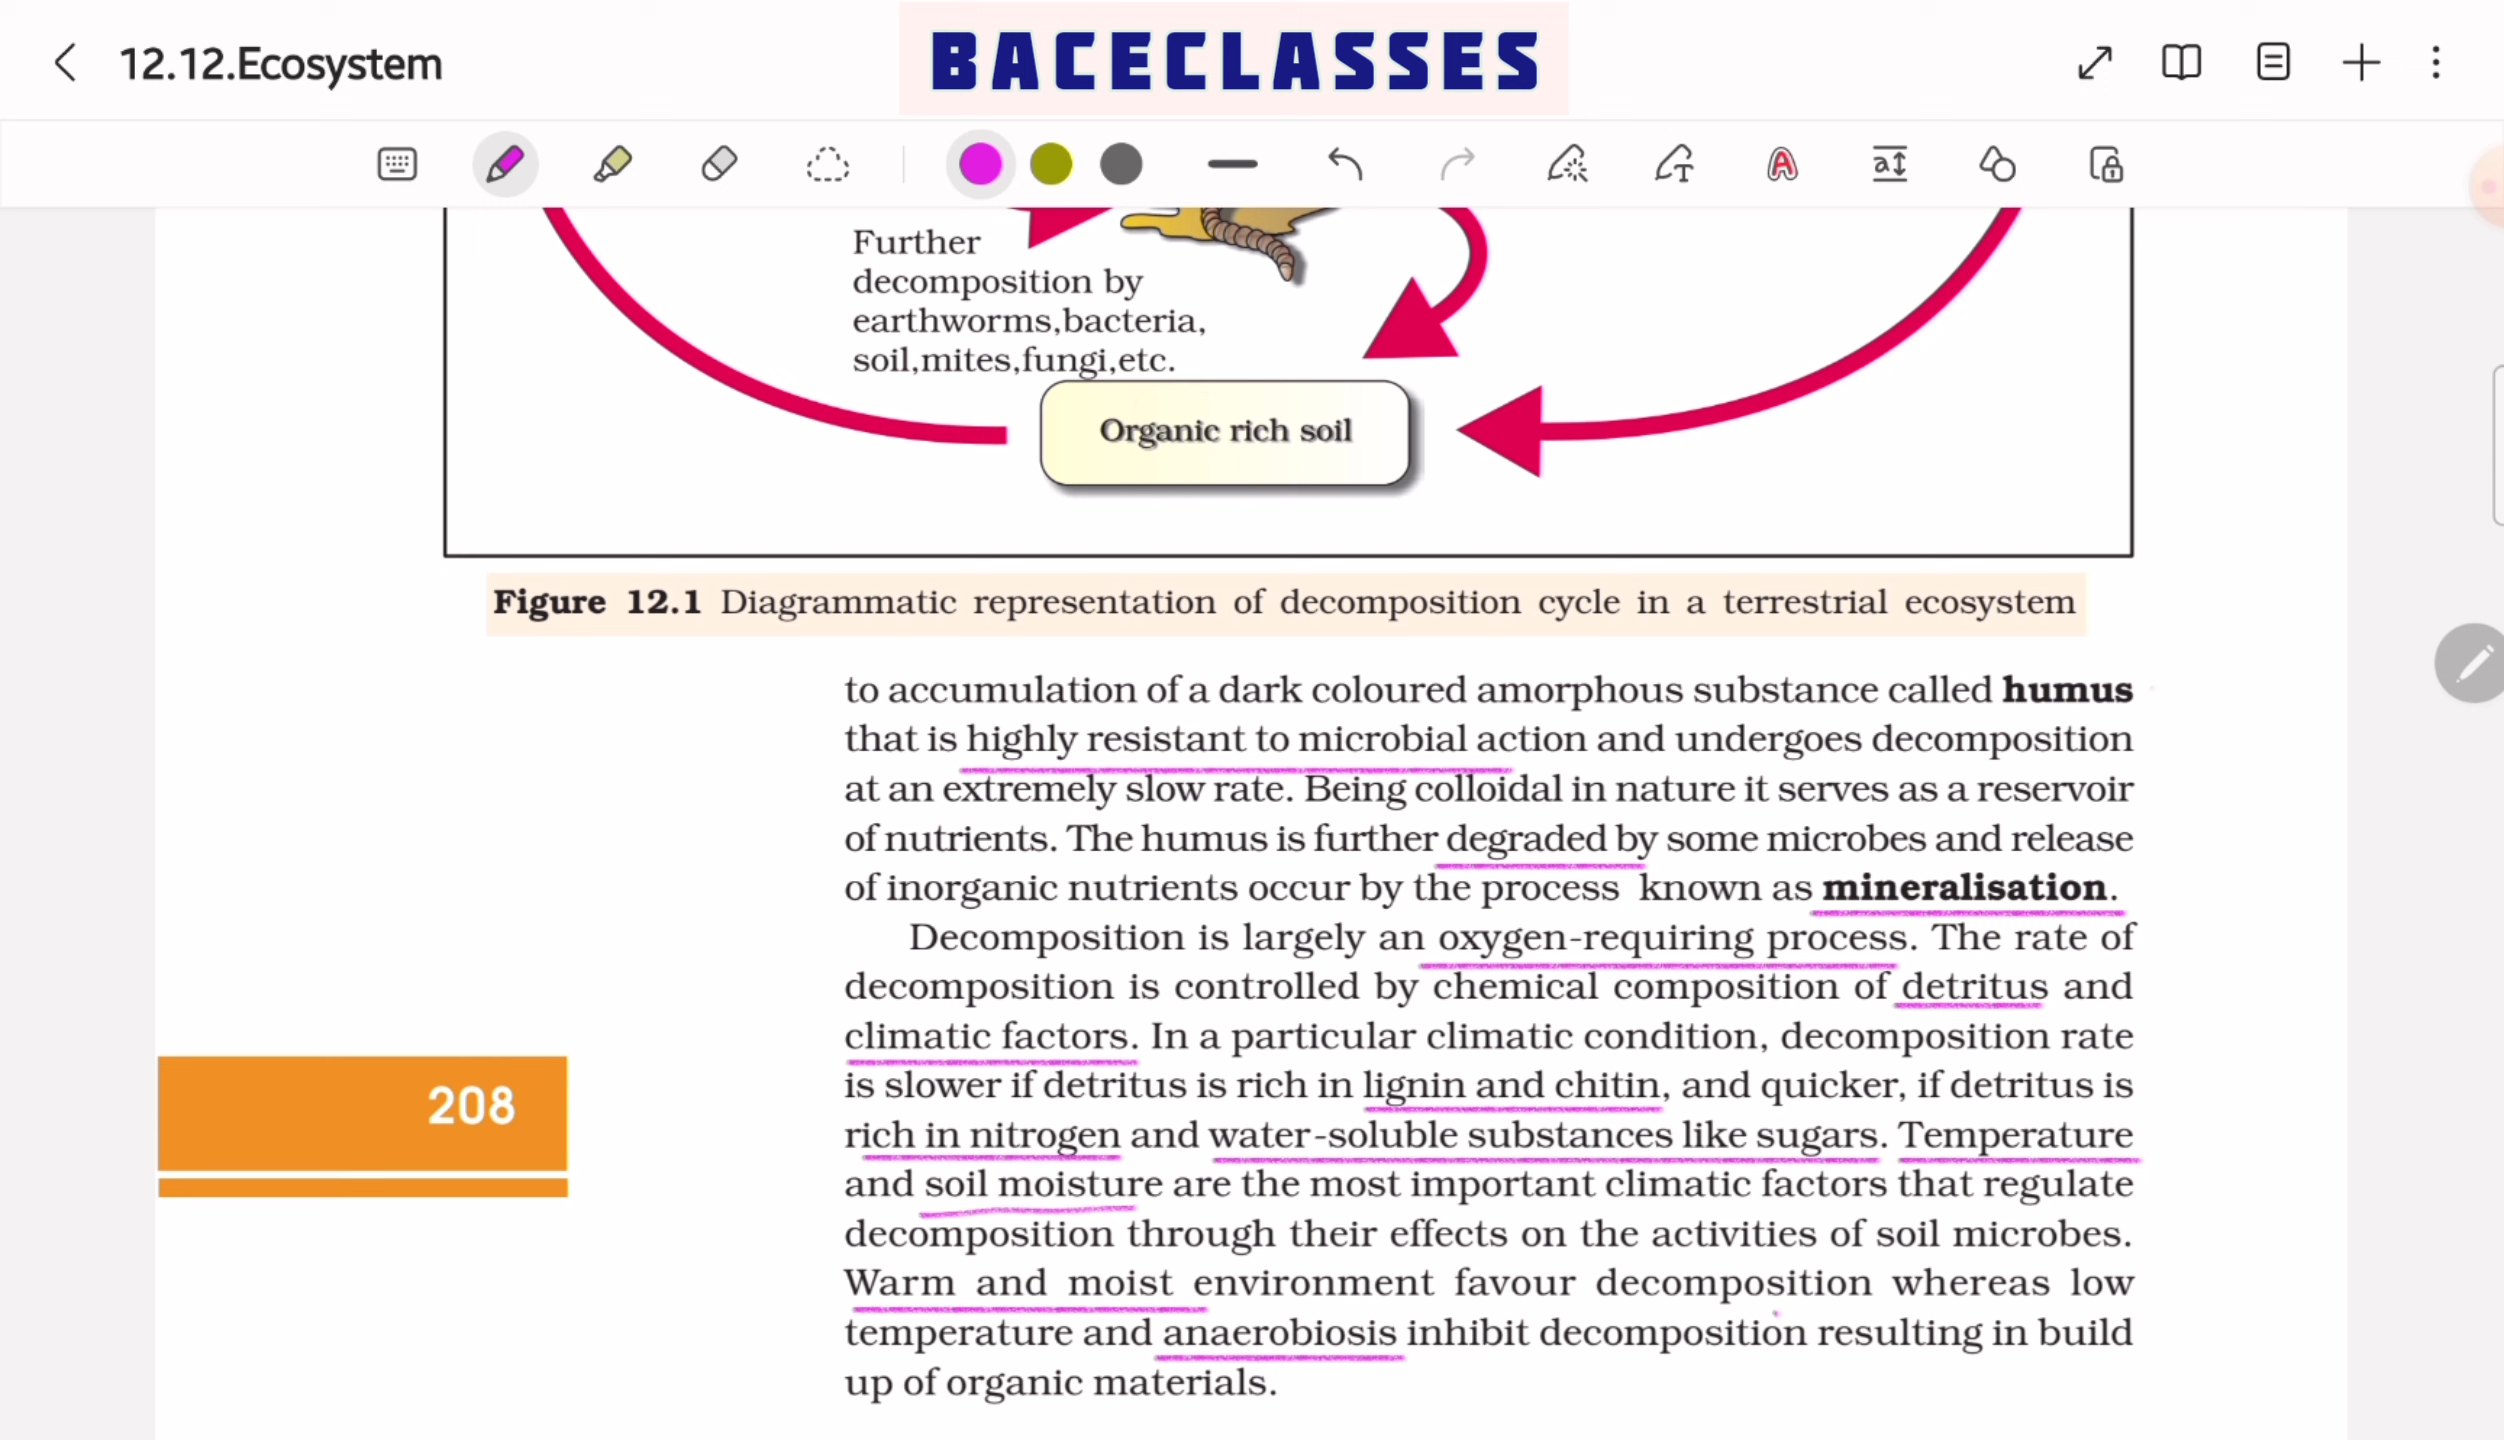 12.12.Ecosystem
BACECLASSES
Further
decomposition by
earthworms,bacteria,
soil,mites,fungi,etc.
Organic rich soil
Figure 12.1 Diagrammatic representation of decomposition cycle in a terrestrial ecosystem
to accumulation of a dark coloured amorphous substance called humus
that is highly resistant to microbial action and undergoes decomposition
at an extremely slow rate. Being colloidal in nature it serves as a reservoir
of nutrients. The humus is further degraded by some microbes and release
of inorganic nutrients occur by the process known as mineralisation.
Decomposition is largely an oxygen-requiring process. The rate of
decomposition is controlled by chemical composition of detritus and
climatic factors. In a particular climatic condition, decomposition rate
is slower if detritus is rich in lignin and chitin, and quicker, if detritus is
rich in nitrogen and water-soluble substances like sugars. Temperature
and soil moisture are the most important climatic factors that regulate
decomposition through their effects on the activities of soil microbes.
Warm and moist environment favour decomposition whereas low
temperature and anaerobiosis inhibit decomposition resulting in build
up of organic materials.
208